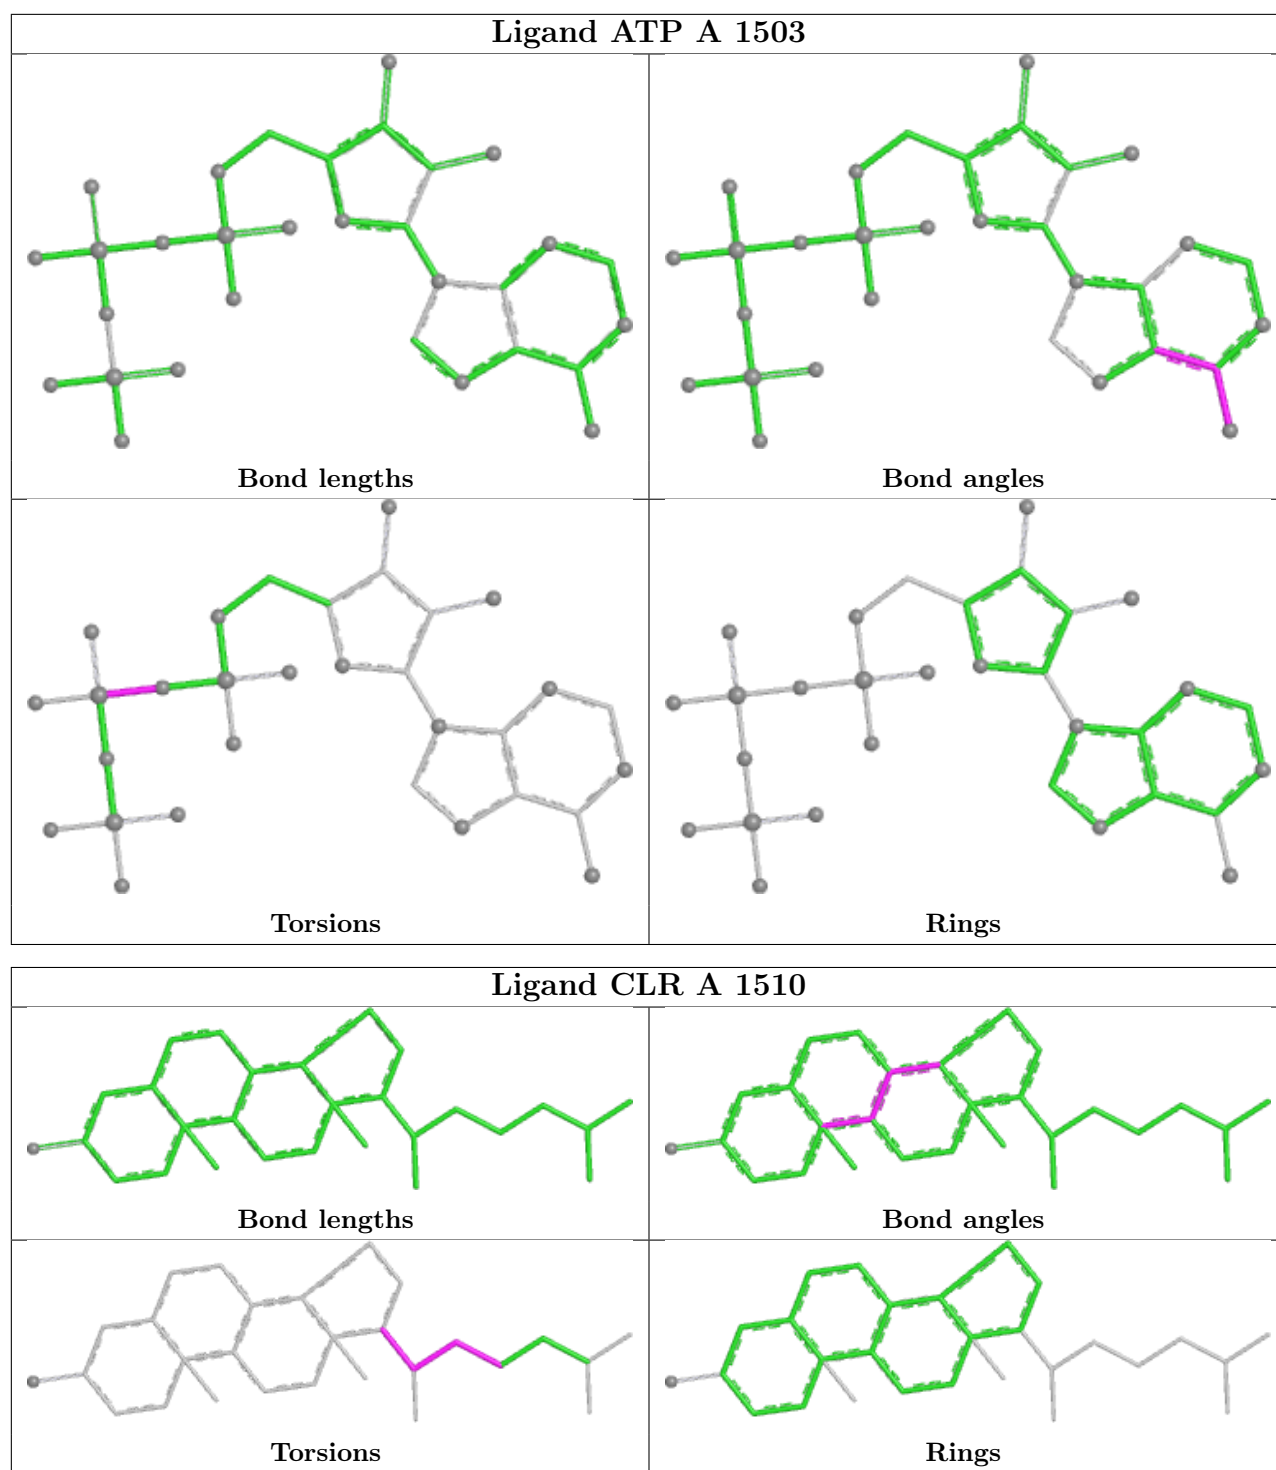 Ligand ATP A 1503
Bond lengths
Bond angles
Torsions
Rings
Ligand CLR A 1510
Bond lengths
Bond angles
Torsions
Rings